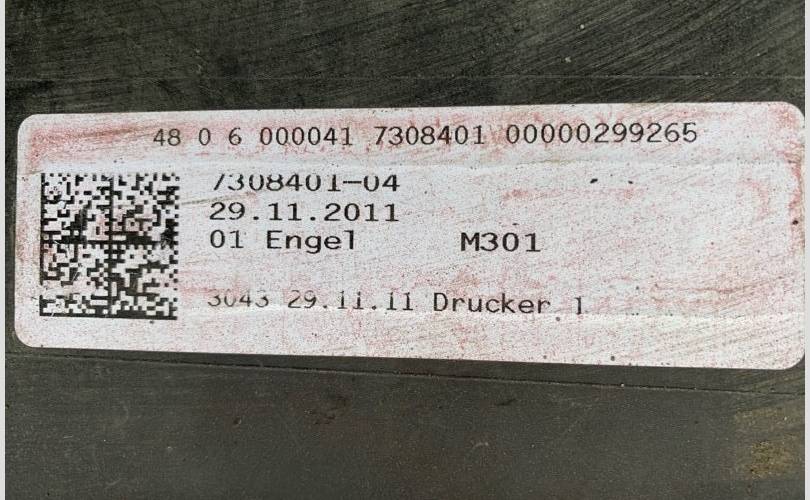 48 0 6 000041 7308401 00000299265
7308401-04
29.11.2011
01 Engel M301
3043 29.11.11 Drucker 1